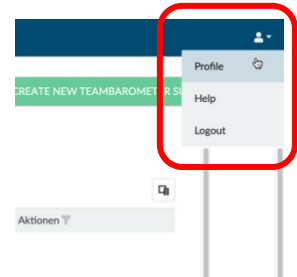 Profile
CREATE NEW TEAMBAROMETER SU
Help
Logout
Aktionen